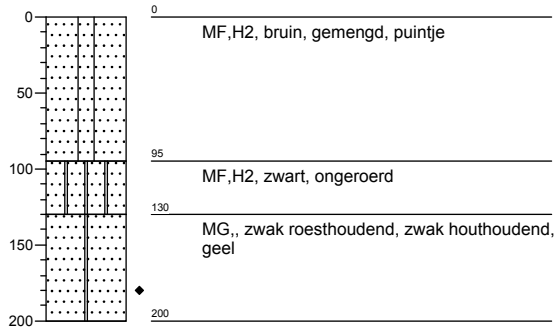 0
0
MF,H2, bruin, gemengd, puintje
50
95
100
MF,H2, zwart, ongeroerd
130
MG,, zwak roesthoudend, zwak houthoudend,
geel
150
200
200